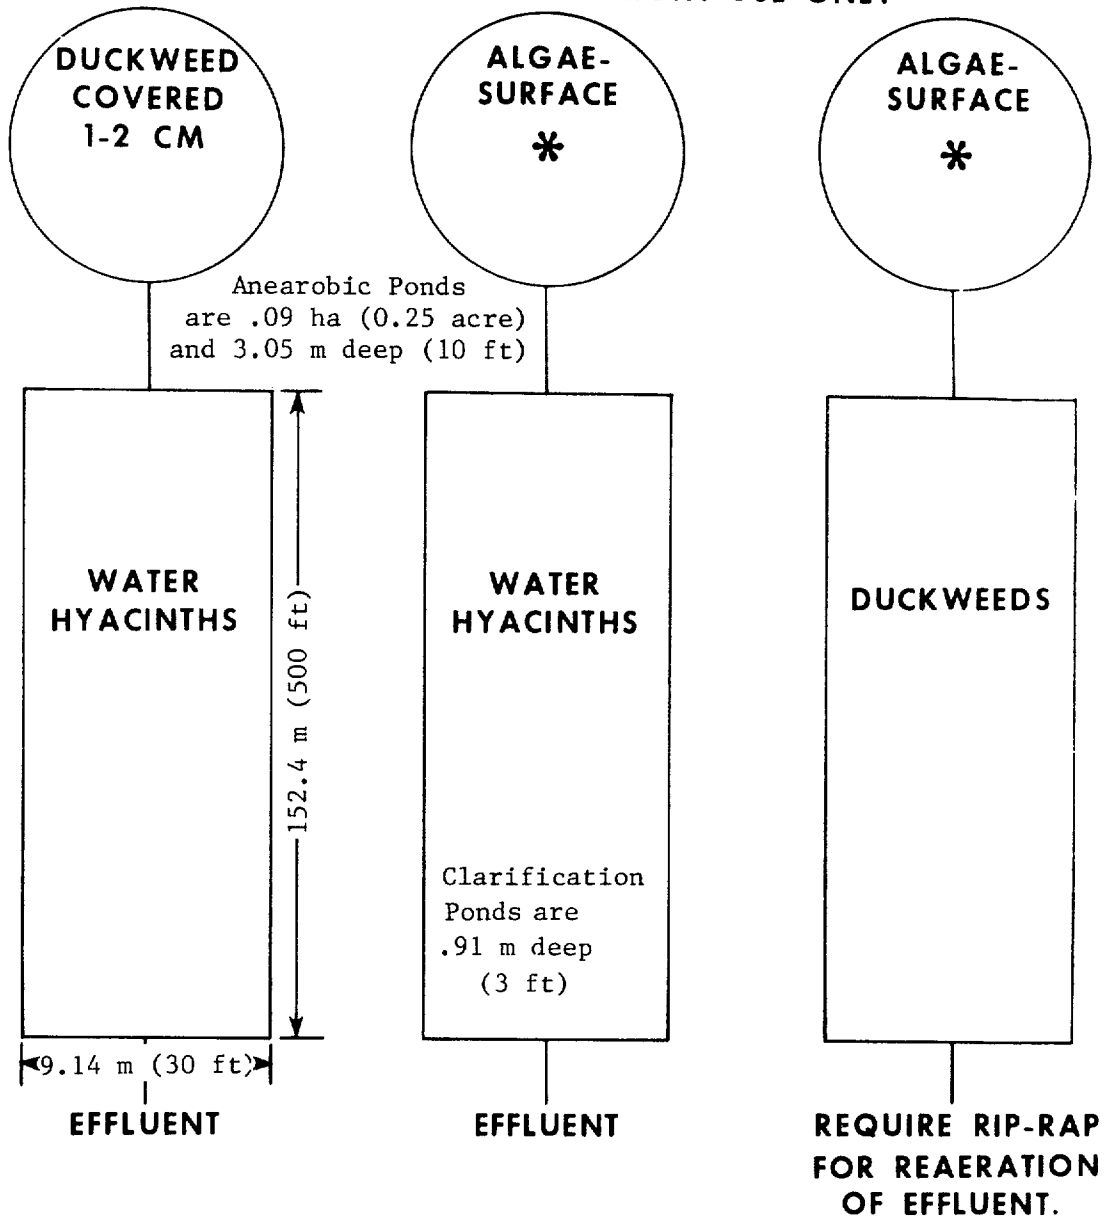 USE ONLY
DUCKWEED
COVERED
1-2 CM
ALGAE-
SURFACE
*
ALGAE-
SURFACE
*
Anearobic Ponds
are .09 ha (0.25 acre)
and 3.05 m deep (10 ft)
WATER
HYACINTHS
152.4 m (500 ft)
WATER
HYACINTHS
DUCKWEEDS
Clarification
Ponds are
.91 m deep
(3 ft)
9.14 m (30 ft)
EFFLUENT
EFFLUENT
REQUIRE RIP-RAP
FOR REAERATION
OF EFFLUENT.